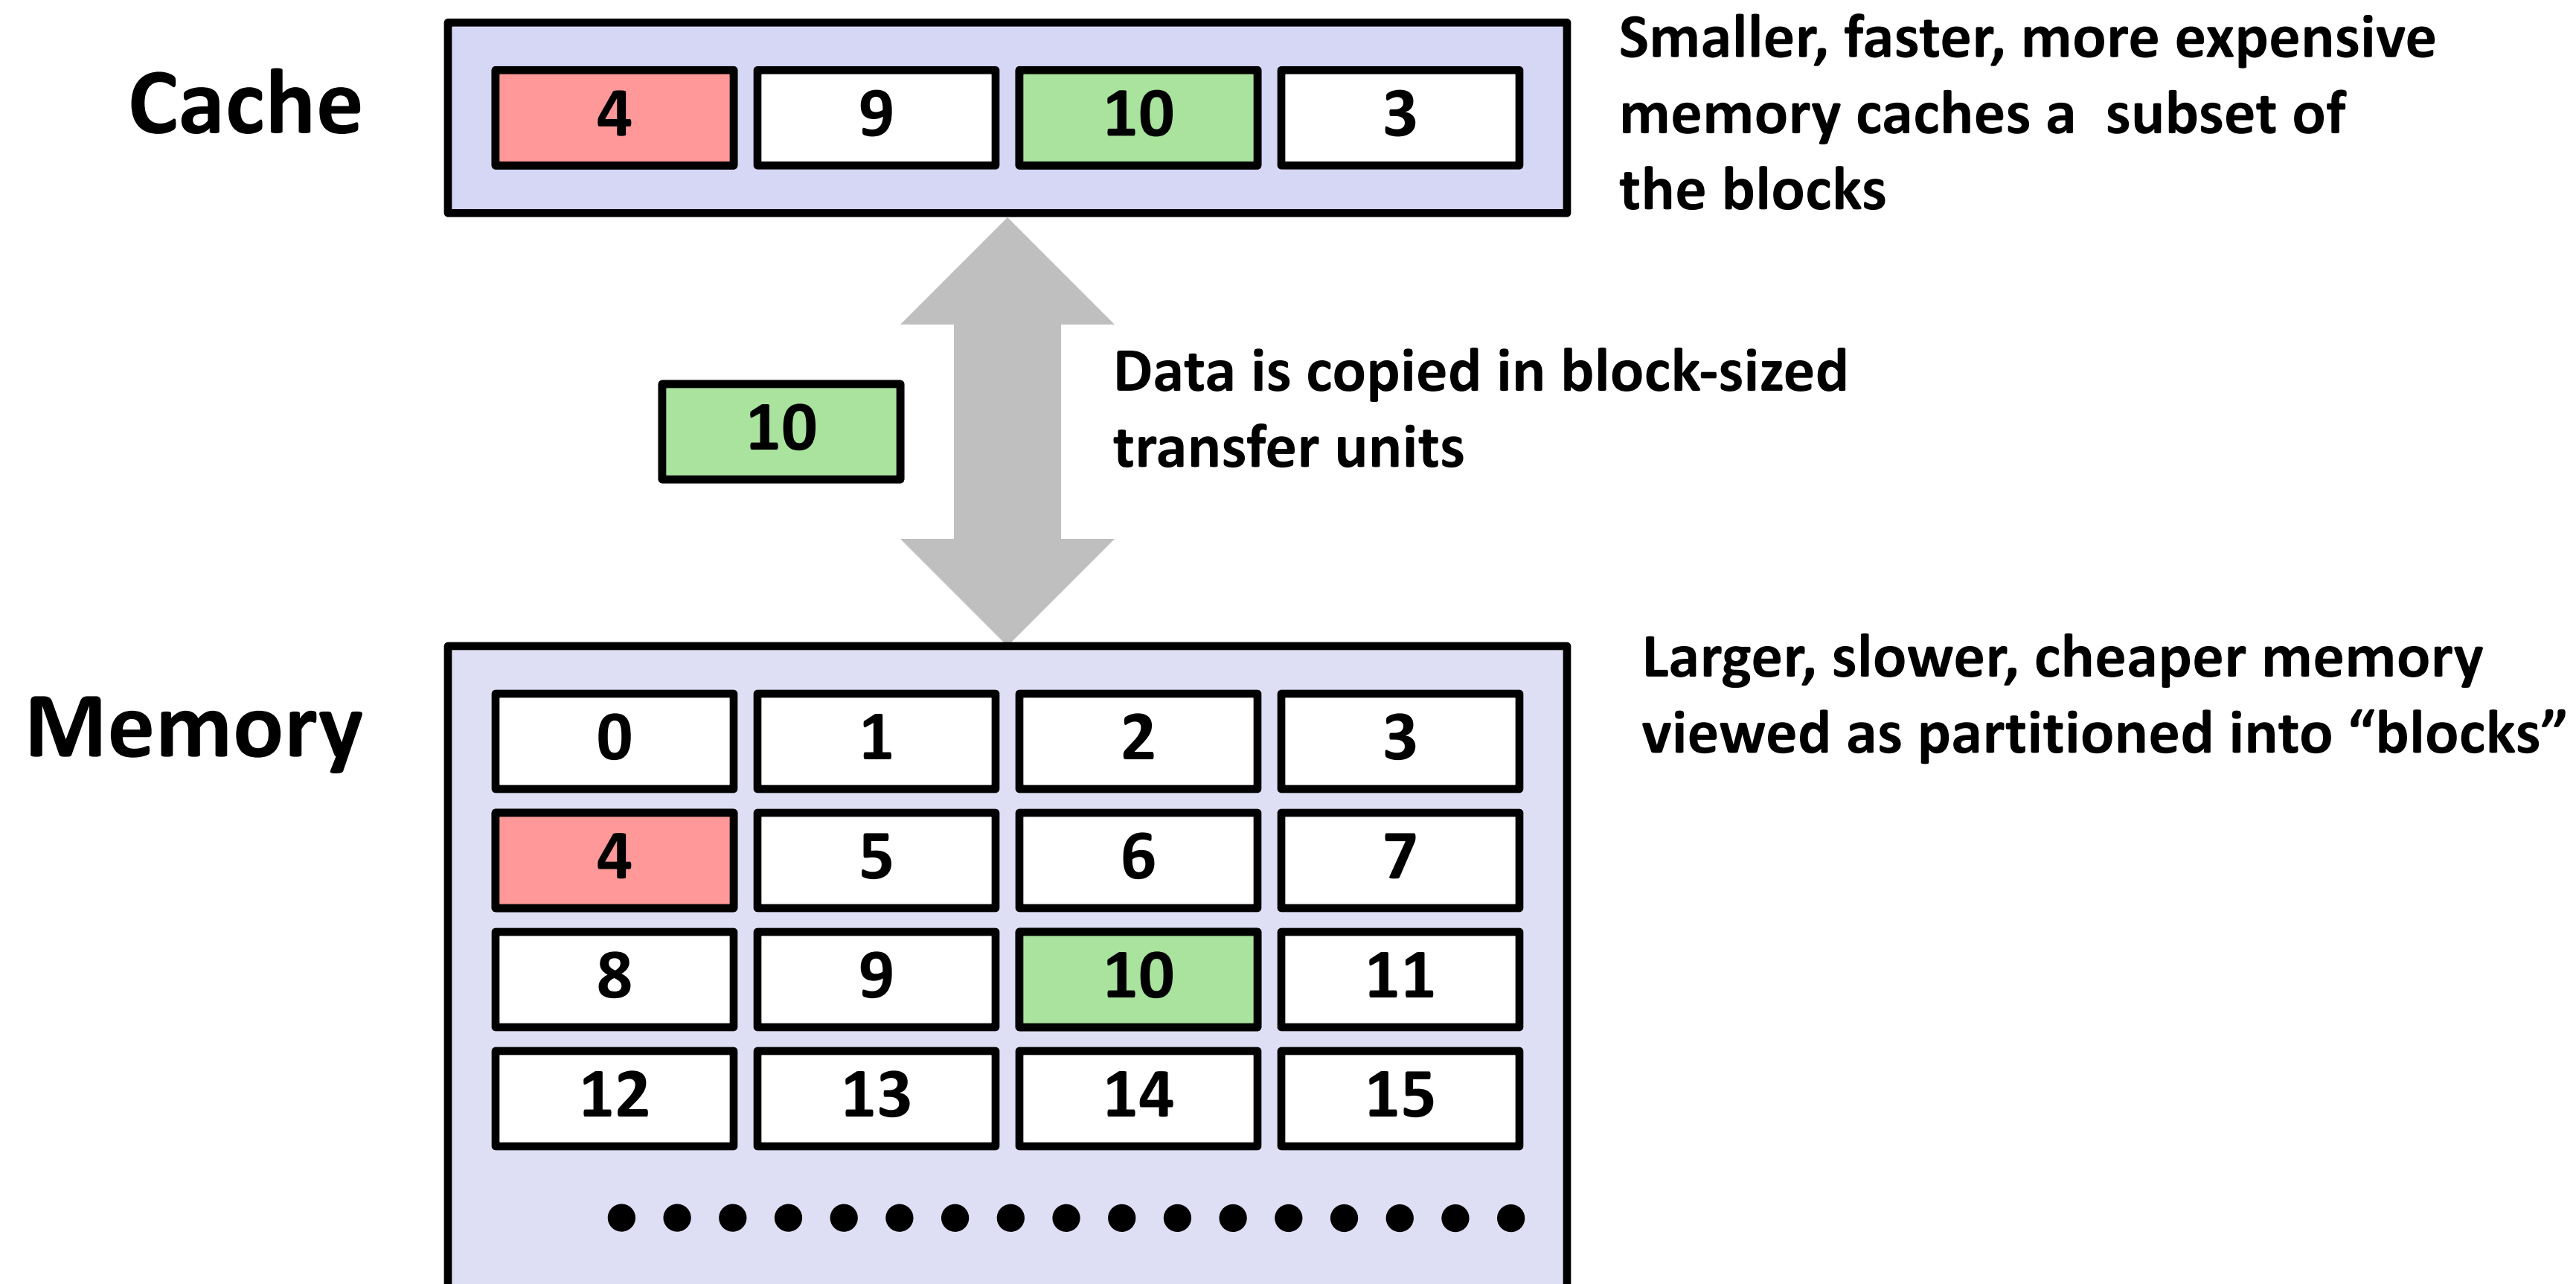 Cache
4 9 10 3
Smaller, faster, more expensive
memory caches a  subset of
the blocks
10
Data is copied in block-sized
transfer units
Memory
Larger, slower, cheaper memory
viewed as partitioned into “blocks”
0 1 2 3
4 5 6 7
8 9 10 11
12 13 14 15